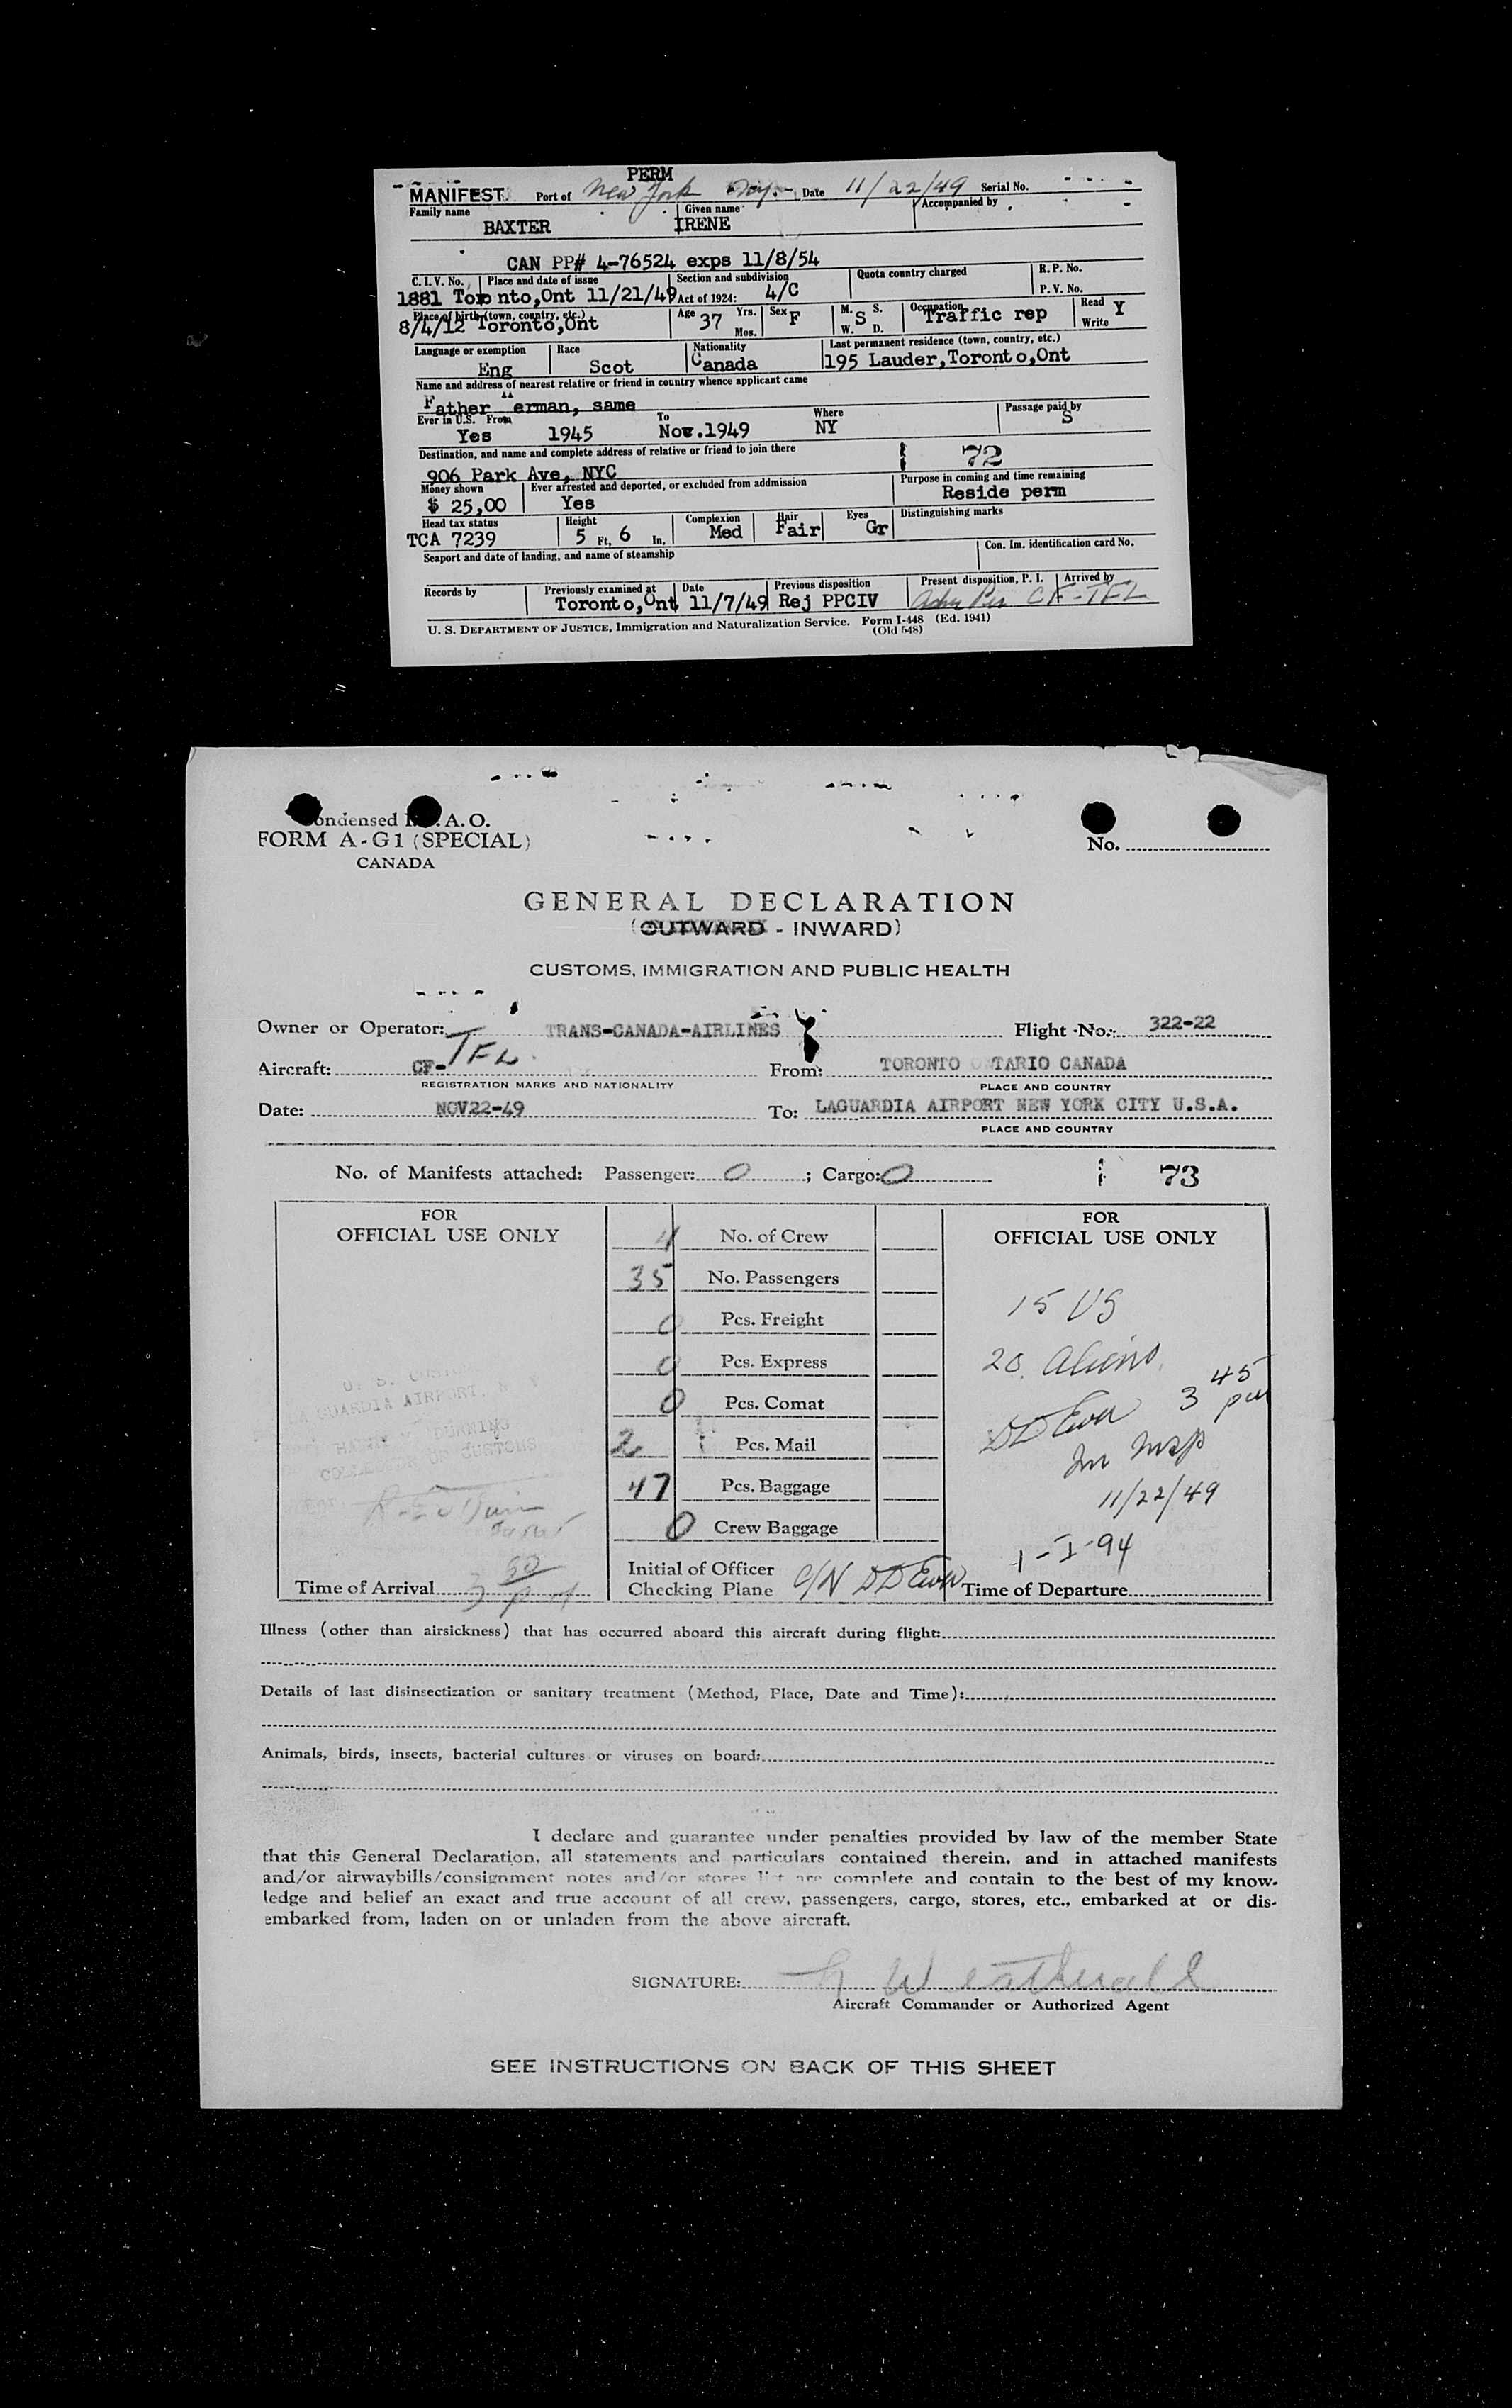 PERM
MANIFEST Port of New York Date 11/22/49 Serial No.
Family name Given name Accompanied by
BAXTER IRENE
CAN PP# 4-76524 exps 11/8/54
C. I. V. No. Place and date of issue Section and subdivision Quota country charged R. P. No.
1881 Toronto,Ont 11/21/49 Act of 1924: 4/C P. V. No.
Place of birth (town, country, etc.) Age 37 Yrs. Mos. Sex F M. S. W. D. S Occupation Read Y Write
8/4/12 Toronto,Ont Traffic rep
Language or exemption Race Nationality Last permanent residence (town, country, etc.)
Eng Scot Canada 195 Lauder,Toronto,Ont
Name and address of nearest relative or friend in country whence applicant came
Father erman, same
Ever in U.S. From To Where Passage paid by
Yes 1945 Nov.1949 NY S
Destination, and name and complete address of relative or friend to join there
906 Park Ave, NYC 72
Money shown Ever arrested and deported, or excluded from addmission Purpose in coming and time remaining
$ 25,00 Yes Reside perm
Head tax status Height Complexion Hair Eyes Distinguishing marks
TCA 7239 5 Ft. 6 In. Med Fair Gr
Seaport and date of landing, and name of steamship Con. Im. identification card No.
Records by Previously examined at Date Previous disposition Present disposition, P. I. Arrived by
Toronto,Ont 11/7/49 Rej PPCIV CF-TFL
U. S. DEPARTMENT OF JUSTICE, Immigration and Naturalization Service. Form I-448 (Ed. 1941)
(Old 548)
ondensed I. .A.O.
FORM A-G1 (SPECIAL)
CANADA
No.
GENERAL DECLARATION
(OUTWARD - INWARD)
CUSTOMS, IMMIGRATION AND PUBLIC HEALTH
Owner or Operator: TRANS-CANADA-AIRLINES Flight No.: 322-22
Aircraft: CF-TFL From: TORONTO O TARIO CANADA
REGISTRATION MARKS AND NATIONALITY PLACE AND COUNTRY
Date: NOV22-49 To: LAGUARDIA AIRPORT NEW YORK CITY U.S.A.
PLACE AND COUNTRY
No. of Manifests attached: Passenger: 0 ; Cargo: 0 73
FOR
OFFICIAL USE ONLY
4 No. of Crew
35 No. Passengers
0 Pcs. Freight
0 Pcs. Express
0 Pcs. Comat
2 Pcs. Mail
47 Pcs. Baggage
0 Crew Baggage
FOR
OFFICIAL USE ONLY
15 US
20 Aliens
3 45 pm
11/22/49
1-I-94
U. S.
LA GUARDIA AIRPORT, N
HARRY DURNING
COLLE CUSTOMS
Time of Arrival 3 30
Initial of Officer
Checking Plane
Time of Departure
Illness (other than airsickness) that has occurred aboard this aircraft during flight:
Details of last disinsectization or sanitary treatment (Method, Place, Date and Time):
Animals, birds, insects, bacterial cultures or viruses on board:
I declare and guarantee under penalties provided by law of the member State
that this General Declaration, all statements and particulars contained therein, and in attached manifests
and/or airwaybills/consignment notes and/or stores list are complete and contain to the best of my know-
ledge and belief an exact and true account of all crew, passengers, cargo, stores, etc., embarked at or dis-
embarked from, laden on or unladen from the above aircraft.
SIGNATURE:
Aircraft Commander or Authorized Agent
SEE INSTRUCTIONS ON BACK OF THIS SHEET